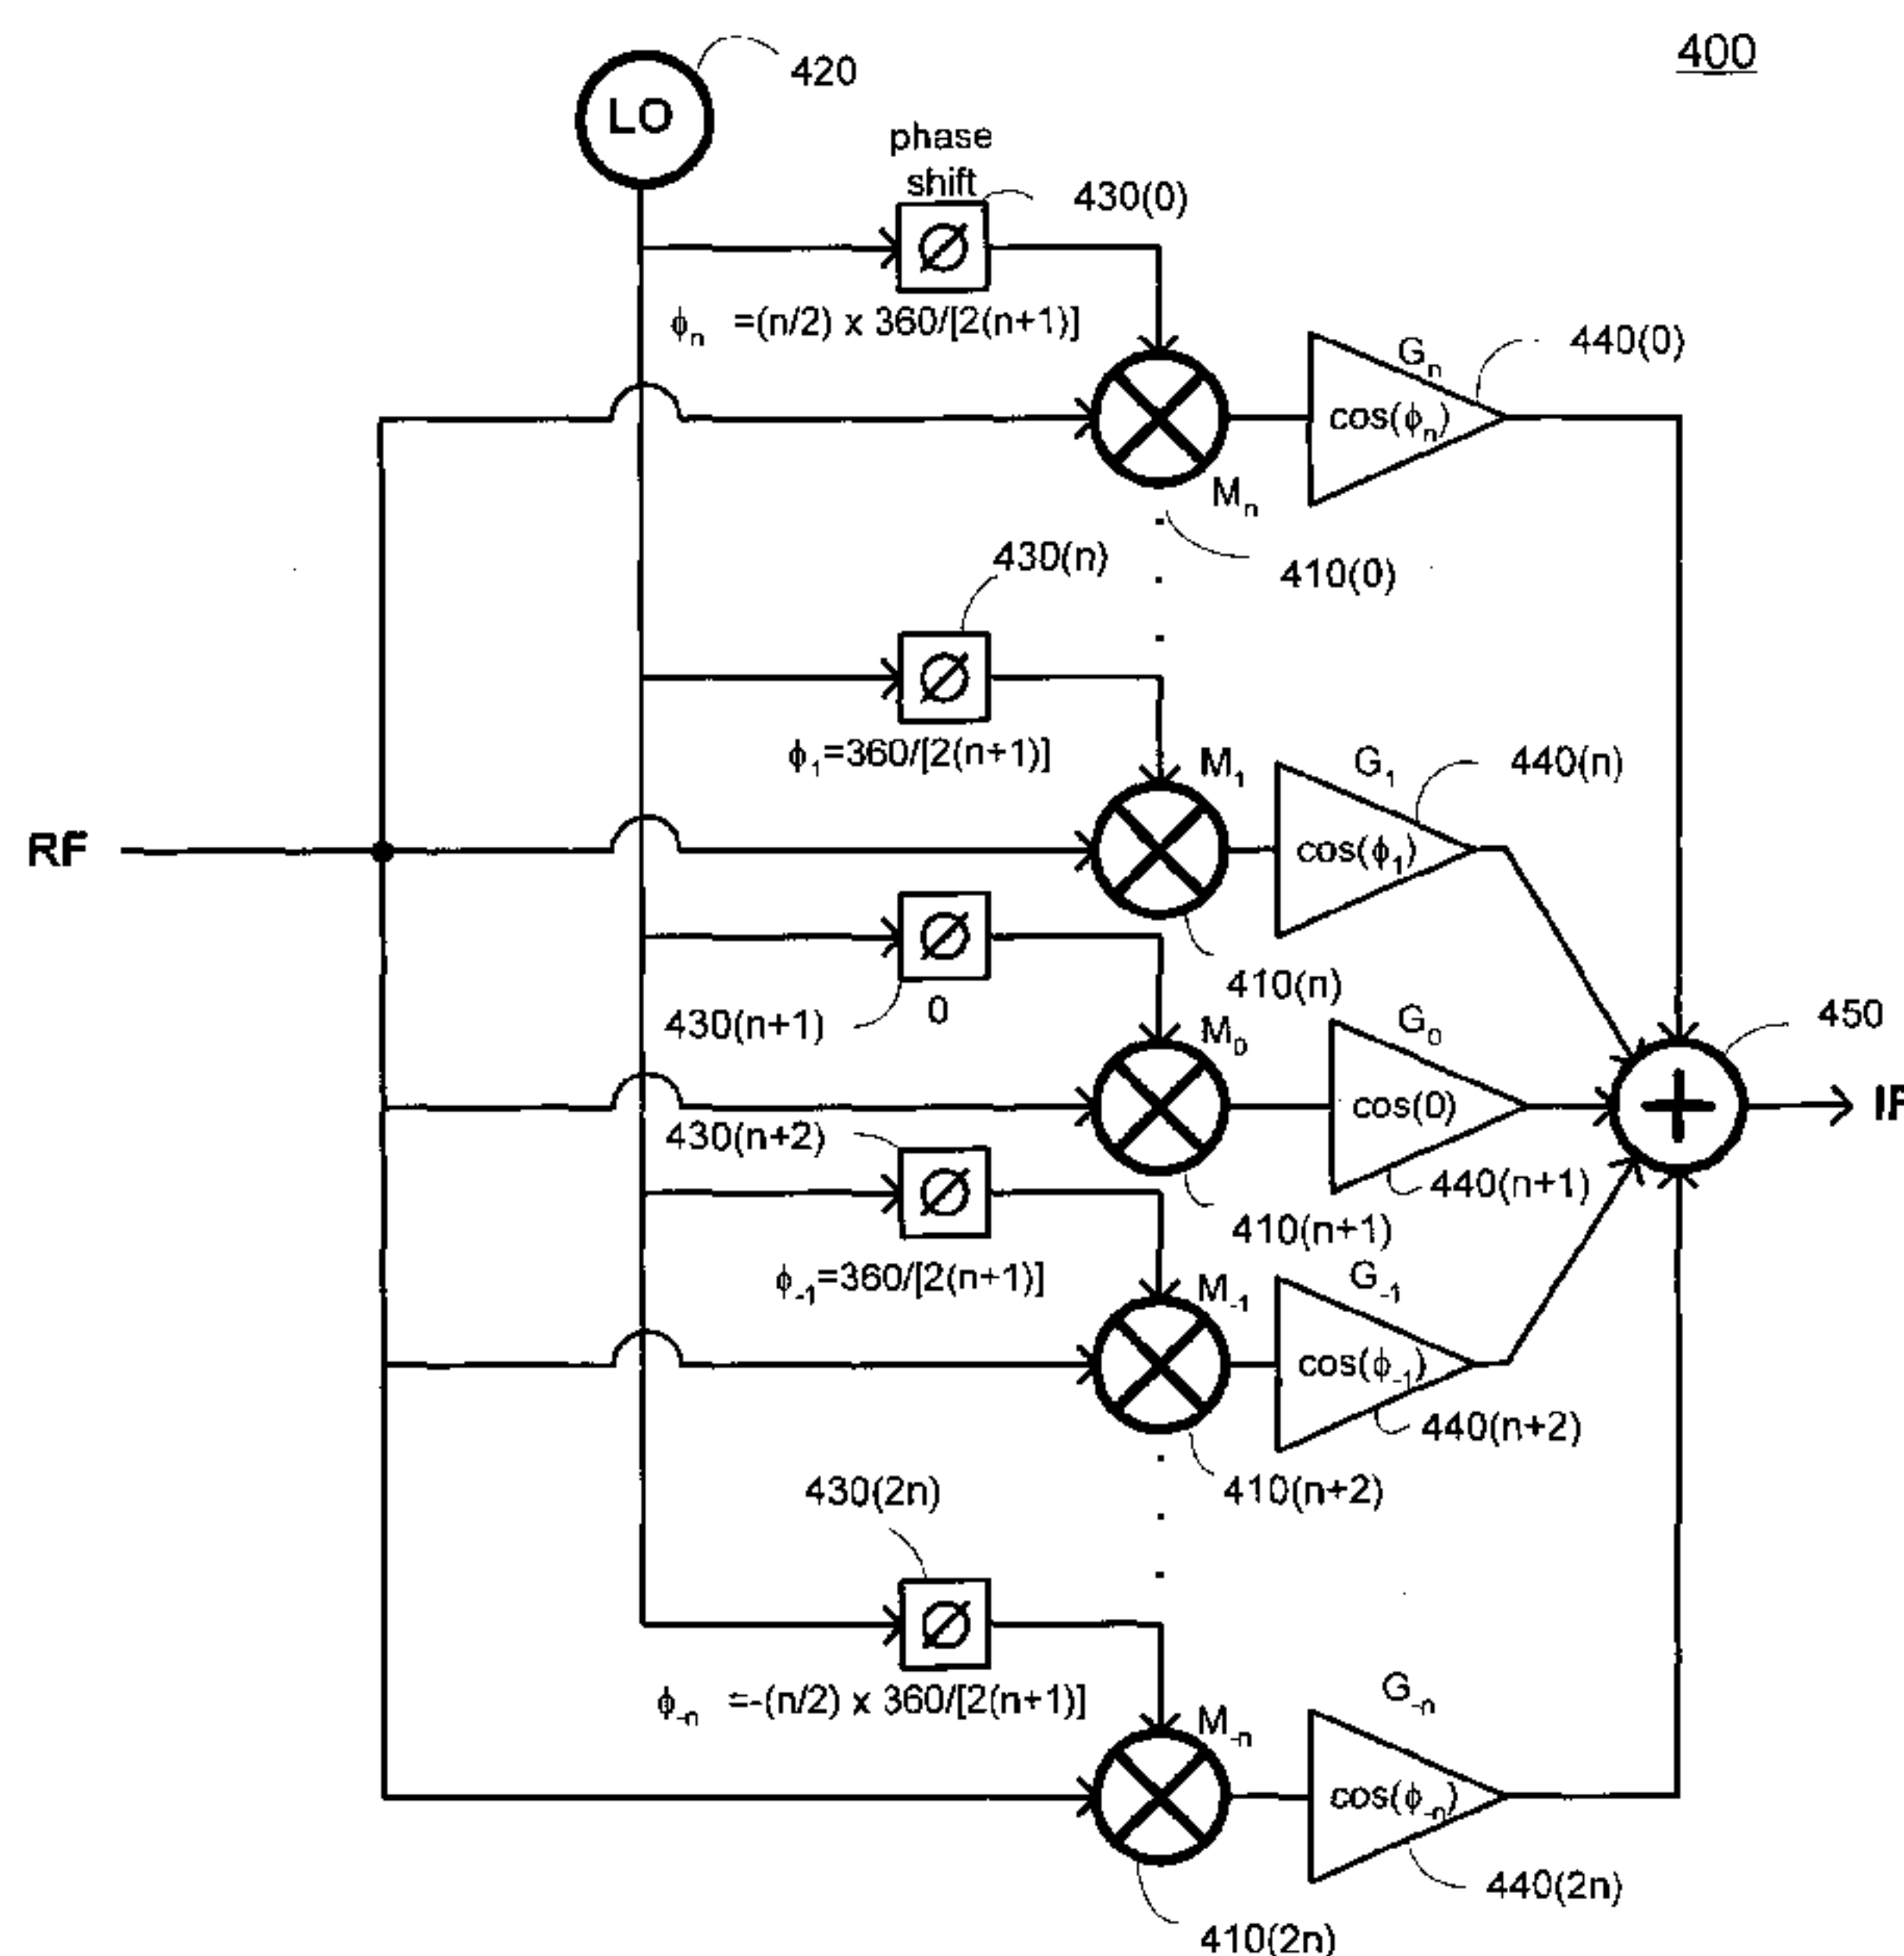 400
LO
420
phase
shift
430(0)
ϕn =(n/2) x 360/[2(n+1)]
Gn
440(0)
cos(ϕn)
Mn
430(n)
410(0)
ϕ1=360/[2(n+1)]
M1
G1
440(n)
RF
cos(ϕ1)
410(n)
430(n+1)
0
M0
G0
450
cos(0)
IF
430(n+2)
440(n+1)
410(n+1)
ϕ-1=360/[2(n+1)]
M-1
G-1
cos(ϕ-1)
440(n+2)
430(2n)
410(n+2)
ϕ-n =-(n/2) x 360/[2(n+1)]
M-n
G-n
cos(ϕ-n)
440(2n)
410(2n)